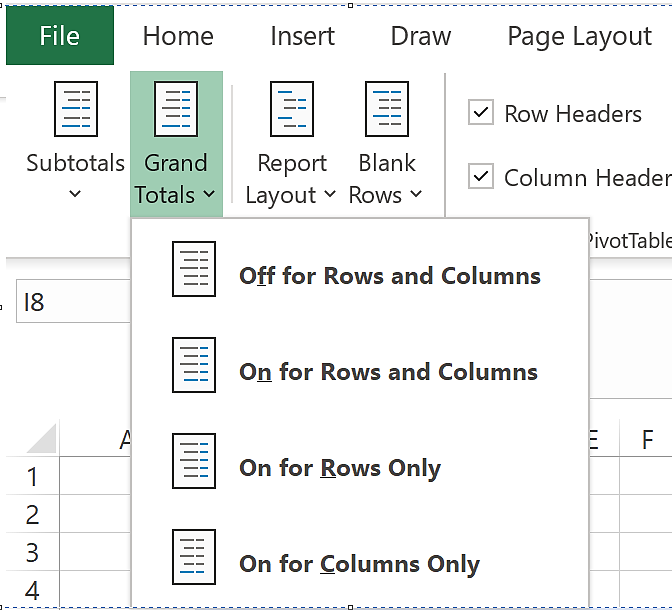 File Home Insert Draw Page Layout
Subtotals Grand Totals Report Layout Blank Rows
Row Headers
Column Header
PivotTable
I8
Off for Rows and Columns
On for Rows and Columns
On for Rows Only
On for Columns Only
A E F
1
2
3
4